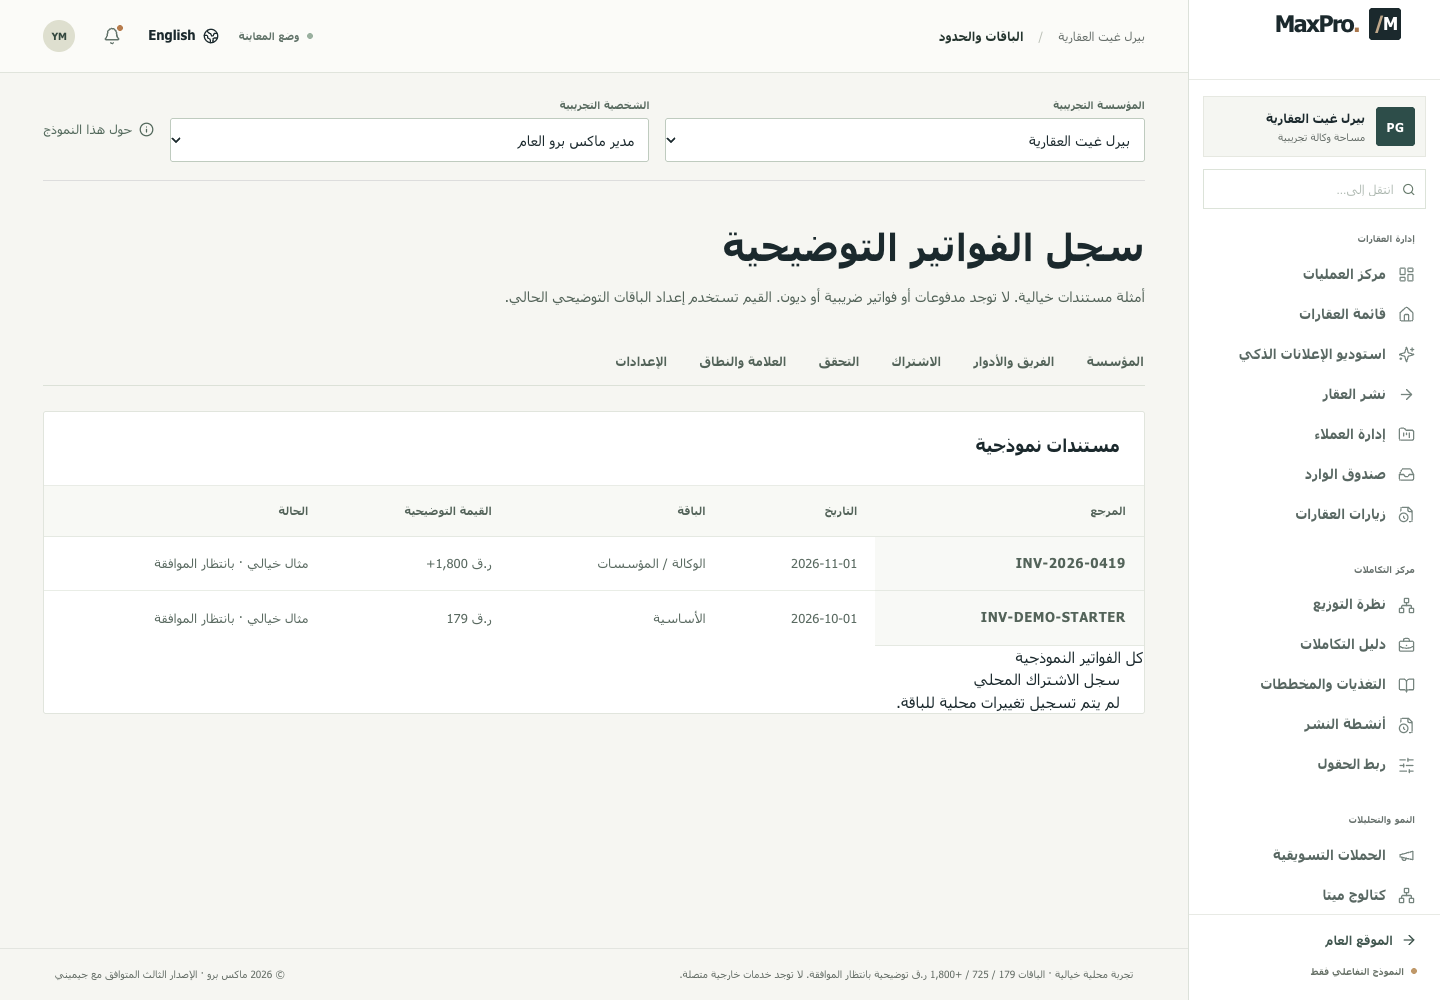 MaxPro. /M
بيرل غيت العقارية / الباقات والحدود
وضع المعاينة
English
YM
PG
بيرل غيت العقارية
مساحة وكالة تجريبية
انتقل إلى...
إدارة العقارات
مركز العمليات
قائمة العقارات
استوديو الإعلانات الذكي
نشر العقار
إدارة العملاء
صندوق الوارد
زيارات العقارات
مركز التكاملات
نظرة التوزيع
دليل التكاملات
التغذيات والمخططات
أنشطة النشر
ربط الحقول
النمو والتحليلات
الحملات التسويقية
كتالوج ميتا
الموقع العام
النموذج التفاعلي فقط
المؤسسة التجريبية
بيرل غيت العقارية
الشخصية التجريبية
مدير ماكس برو العام
حول هذا النموذج
سجل الفواتير التوضيحية
أمثلة مستندات خيالية. لا توجد مدفوعات أو فواتير ضريبية أو ديون. القيم تستخدم إعداد الباقات التوضيحي الحالي.
المؤسسة الفريق والأدوار الاشتراك التحقق العلامة والنطاق الإعدادات
مستندات نموذجية
المرجع التاريخ الباقة القيمة التوضيحية الحالة
INV-2026-0419 2026-11-01 الوكالة / المؤسسات ر.ق 1,800+ مثال خيالي · بانتظار الموافقة
INV-DEMO-STARTER 2026-10-01 الأساسية ر.ق 179 مثال خيالي · بانتظار الموافقة
كل الفواتير النموذجية
سجل الاشتراك المحلي
لم يتم تسجيل تغييرات محلية للباقة.
تجربة محلية خيالية · الباقات 179 / 725 / +1,800 ر.ق توضيحية بانتظار الموافقة. لا توجد خدمات خارجية متصلة.
© 2026 ماكس برو · الإصدار الثالث المتوافق مع جيميني